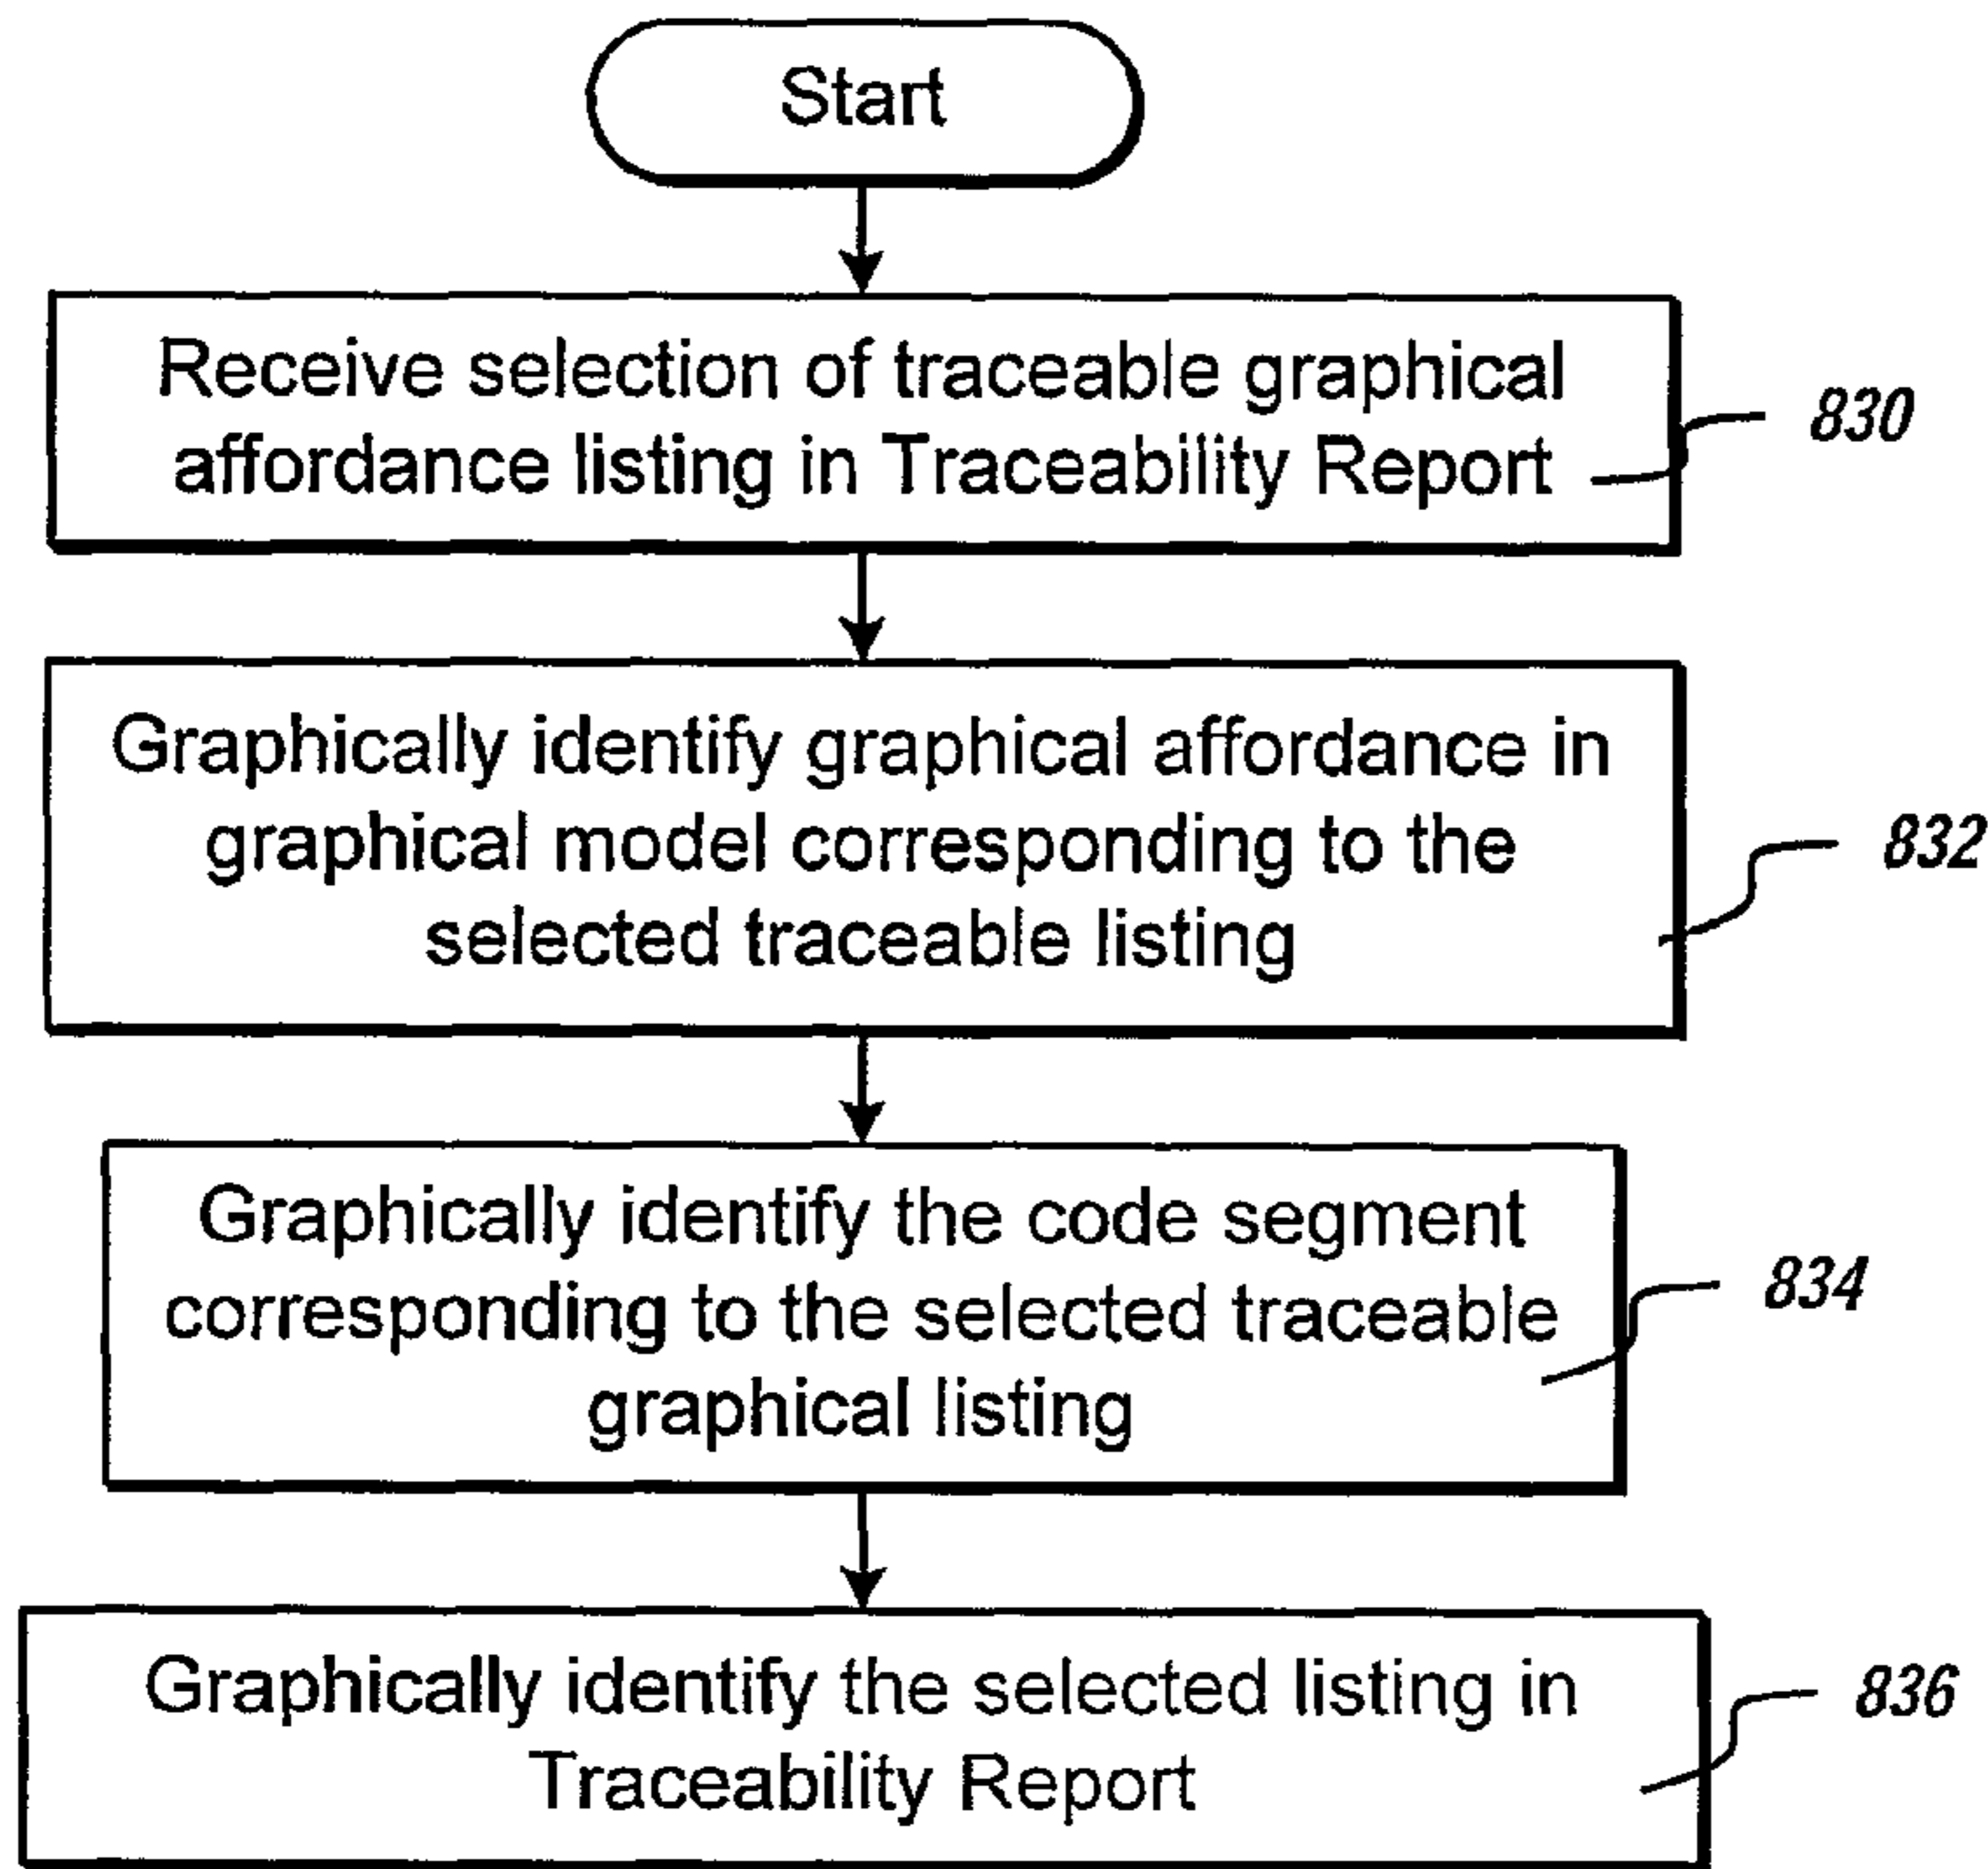 Start
Receive selection of traceable graphical
affordance listing in Traceability Report
830
Graphically identify graphical affordance in
graphical model corresponding to the
selected traceable listing
832
Graphically identify the code segment
corresponding to the selected traceable
graphical listing
834
Graphically identify the selected listing in
Traceability Report
836